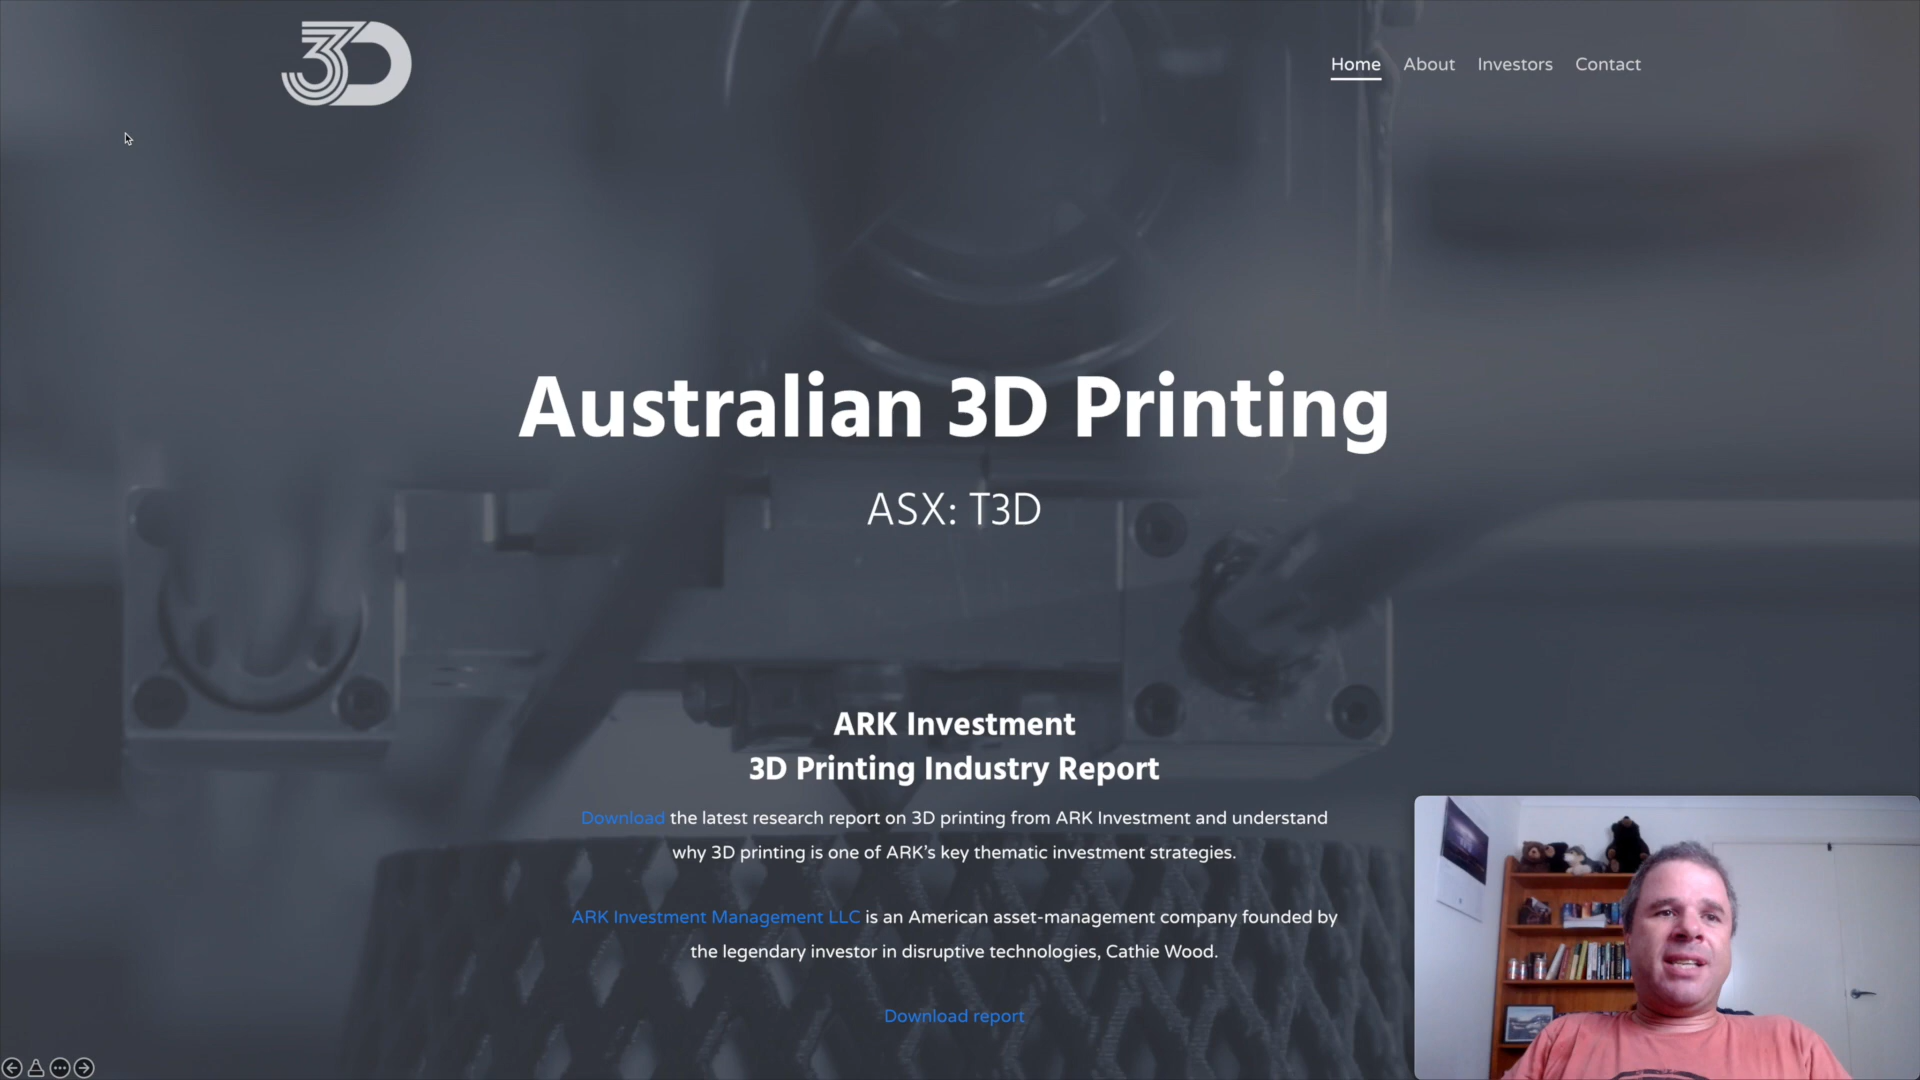 3D
Home About Investors Contact
Australian 3D Printing
ASX: T3D
ARK Investment
3D Printing Industry Report
Download the latest research report on 3D printing from ARK Investment and understand
why 3D printing is one of ARK's key thematic investment strategies.
ARK Investment Management LLC is an American asset-management company founded by
the legendary investor in disruptive technologies, Cathie Wood.
Download report